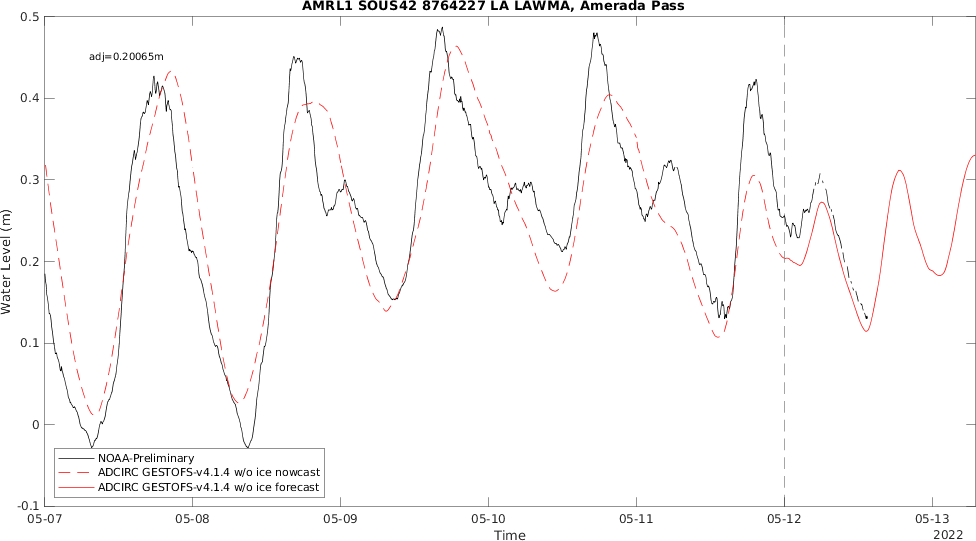 AMRL1 SOUS42 8764227 LA LAWMA, Amerada Pass
adj=0.20065m
0.5
0.4
0.3
0.2
0.1
0
-0.1
Water Level (m)
NOAA-Preliminary
ADCIRC GESTOFS-v4.1.4 w/o ice nowcast
ADCIRC GESTOFS-v4.1.4 w/o ice forecast
05-07 05-08 05-09 05-10 05-11 05-12 05-13
Time
2022